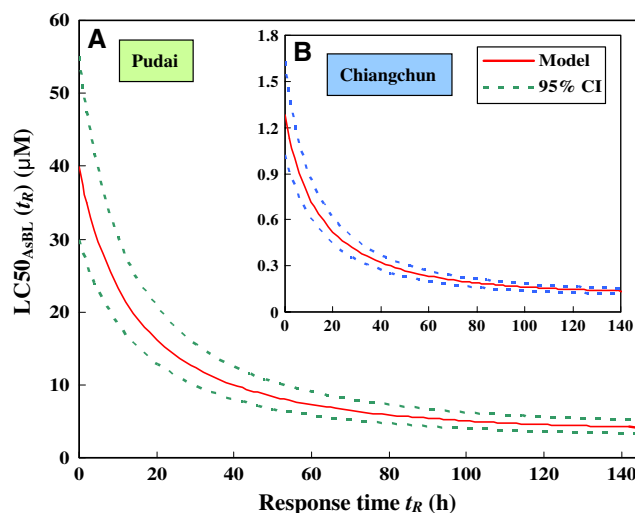 A
Pudai
B
Chiangchun
Model
95% CI
LC50AsBL (tR) (μM)
60
50
40
30
20
10
0
0 20 40 60 80 100 120 140
1.8
1.5
1.2
0.9
0.6
0.3
0
0 20 40 60 80 100 120 140
Response time tR (h)